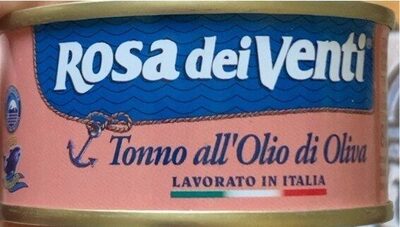 Rosa dei Venti
Tonno all'Olio di Oliva
LAVORATO IN ITALIA